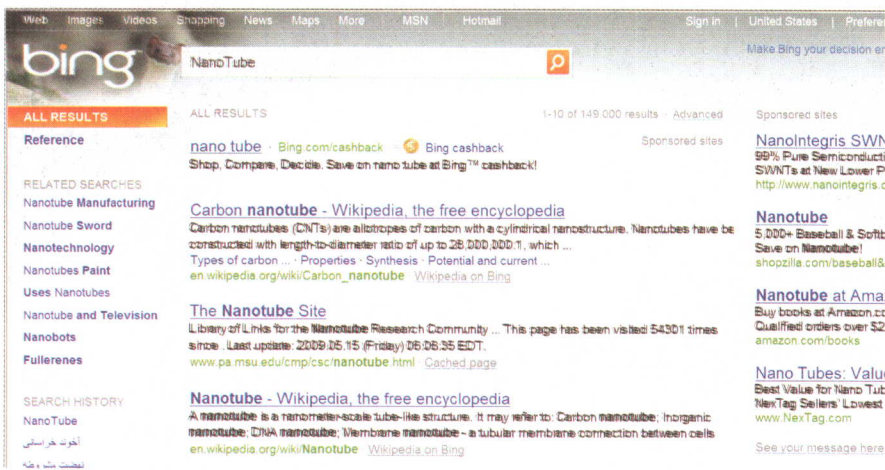 Web Images Videos Shopping News Maps More MSN Hotmail Sign in | United States | Prefere
bing
NanoTube
Make Bing your decision en
ALL RESULTS
Reference
RELATED SEARCHES
Nanotube Manufacturing
Nanotube Sword
Nanotechnology
Nanotubes Paint
Uses Nanotubes
Nanotube and Television
Nanobots
Fullerenes
SEARCH HISTORY
NanoTube
آخوند خراسانی
نهضت مشروطه
ALL RESULTS 1-10 of 149.000 results · Advanced
nano tube · Bing.com/cashback Bing cashback Sponsored sites
Shop, Compare, Decide. Save on nano tube at Bing™ cashback!
Carbon nanotube - Wikipedia, the free encyclopedia
Carbon nanotubes (CNTs) are allotropes of carbon with a cylindrical nanostructure. Nanotubes have be
constructed with length-to-diameter ratio of up to 28,000,000:1, which ...
Types of carbon ... · Properties · Synthesis · Potential and current ...
en.wikipedia.org/wiki/Carbon_nanotube Wikipedia on Bing
The Nanotube Site
Library of Links for the Nanotube Research Community ... This page has been visited 54301 times
since . Last update: 2009.05.15 (Friday) 06:06:35 EDT.
www.pa.msu.edu/cmp/csc/nanotube.html Cached page
Nanotube - Wikipedia, the free encyclopedia
A nanotube is a nanometer-scale tube-like structure. It may refer to: Carbon nanotube; Inorganic
nanotube; DNA nanotube; Membrane nanotube - a tubular membrane connection between cells
en.wikipedia.org/wiki/Nanotube Wikipedia on Bing
Sponsored sites
NanoIntegris SWN
99% Pure Semiconducti
SWNTs at New Lower P
http://www.nanointegris.c
Nanotube
5,000+ Baseball & Softb
Save on Nanotube!
shopzilla.com/baseball&
Nanotube at Ama
Buy books at Amazon.co
Qualified orders over $2
amazon.com/books
Nano Tubes: Value
Best Value for Nano Tub
NexTag Sellers' Lowest
www.NexTag.com
See your message here